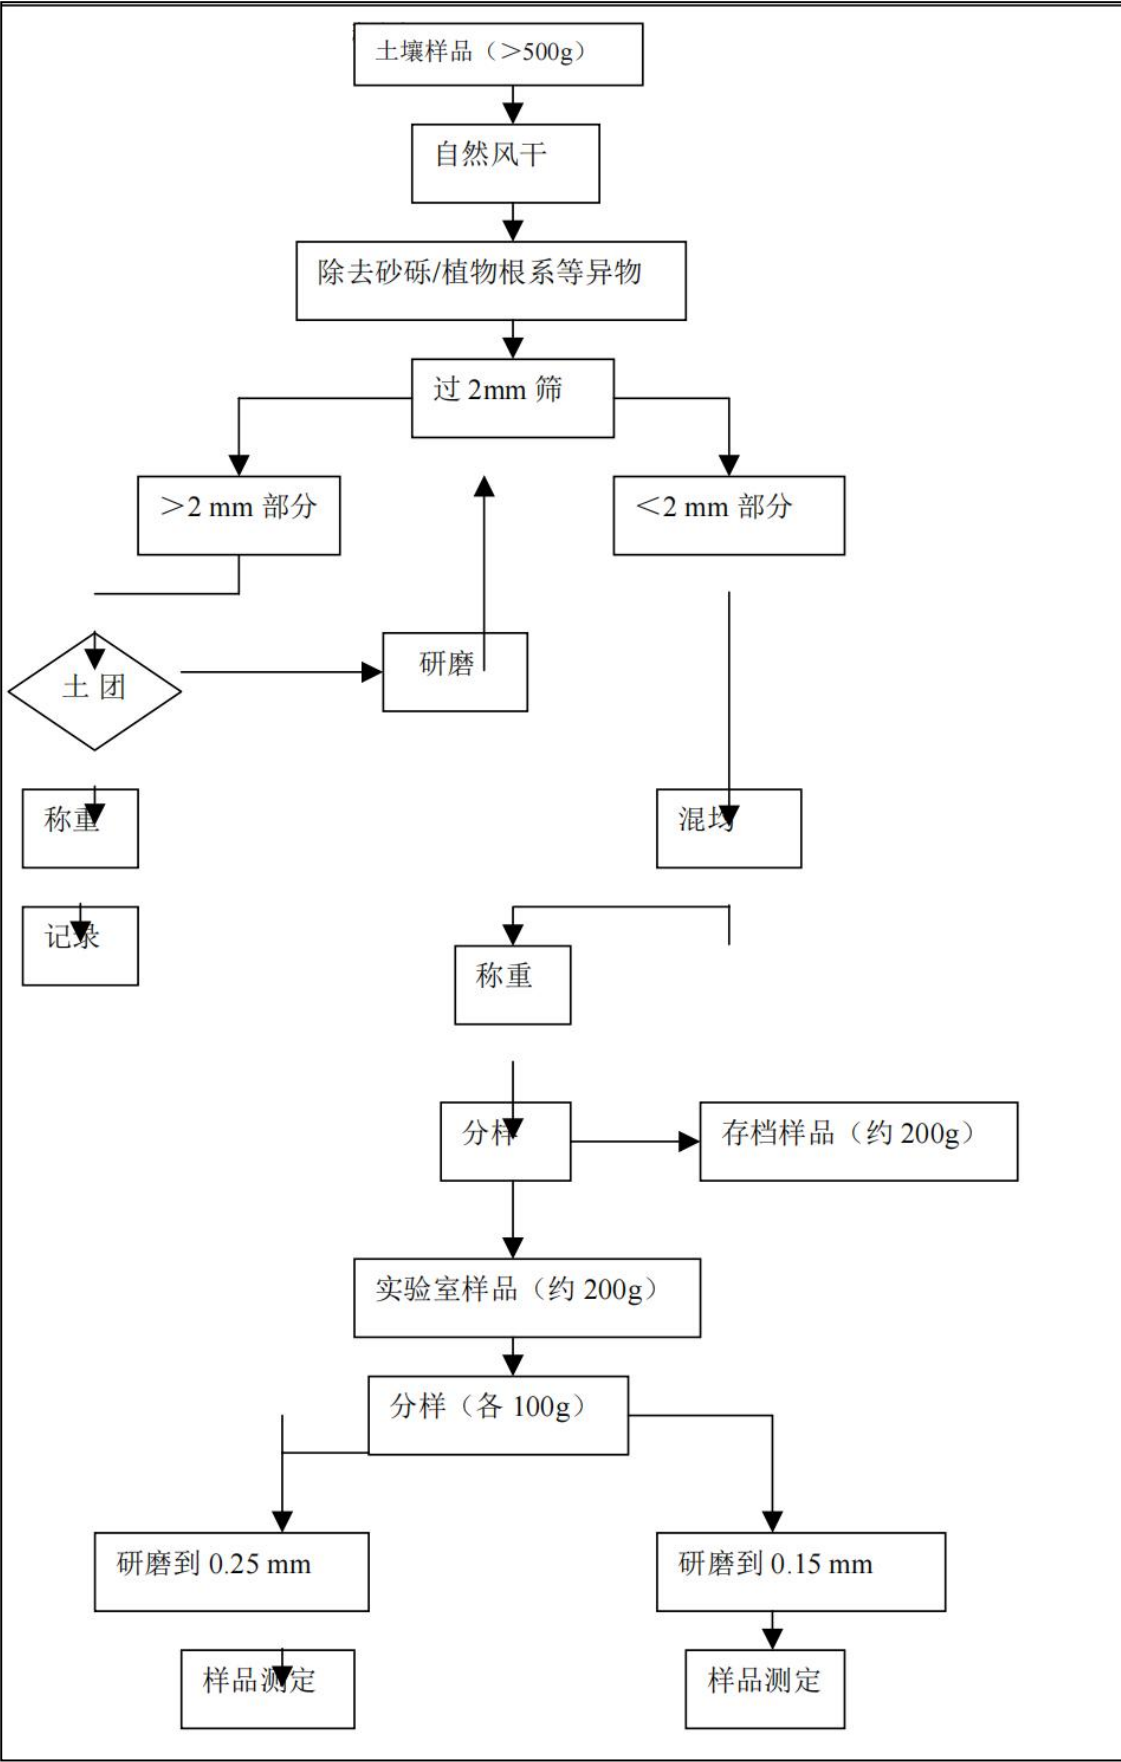 土壤样品（＞500g）
自然风干
除去砂砾/植物根系等异物
过 2mm 筛
＞2 mm 部分
＜2 mm 部分
土 团
研磨
称重
混均
记录
称重
分样
存档样品（约 200g）
实验室样品（约 200g）
分样（各 100g）
研磨到 0.25 mm
研磨到 0.15 mm
样品测定
样品测定